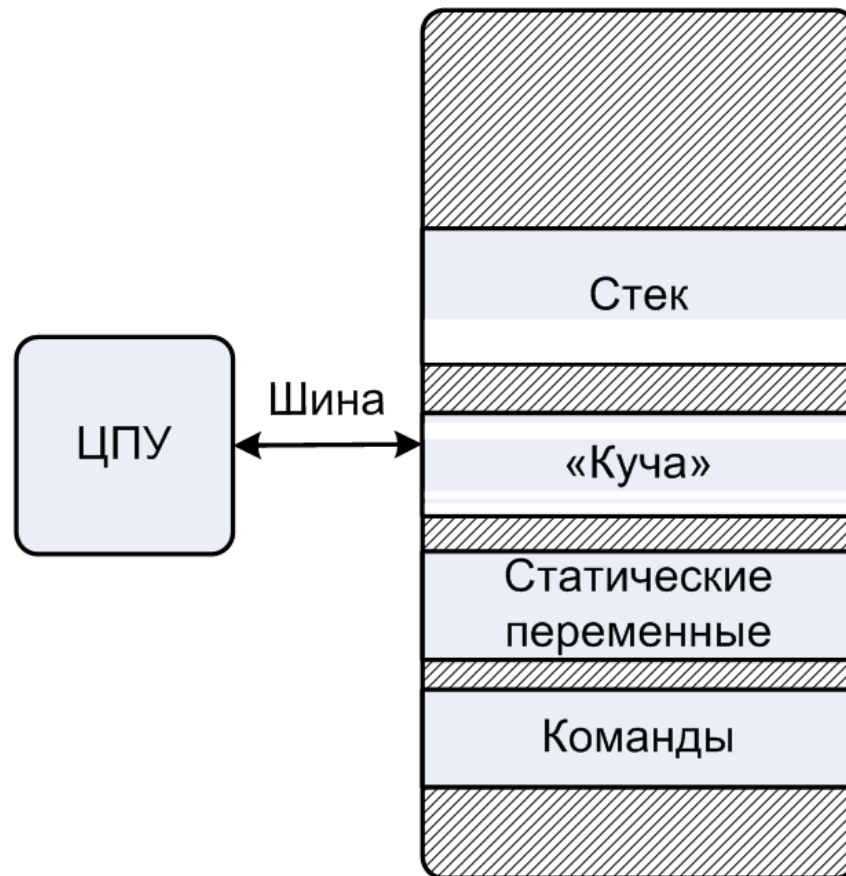 Стек
Шина
ЦПУ
«Куча»
Статические
переменные
Команды